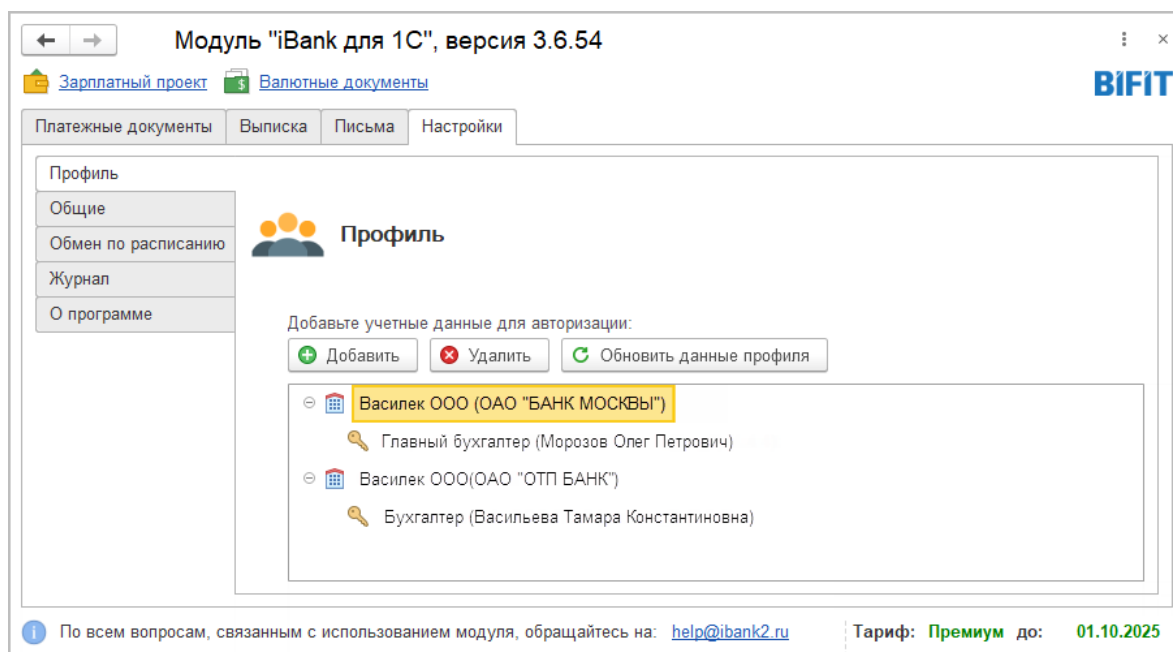 Модуль "iBank для 1С", версия 3.6.54
Зарплатный проект Валютные документы
BIFIT
Платежные документы Выписка Письма Настройки
Профиль
Общие
Обмен по расписанию
Журнал
О программе
Профиль
Добавьте учетные данные для авторизации:
Добавить Удалить Обновить данные профиля
Василек ООО (ОАО "БАНК МОСКВЫ")
Главный бухгалтер (Морозов Олег Петрович)
Василек ООО(ОАО "ОТП БАНК")
Бухгалтер (Васильева Тамара Константиновна)
По всем вопросам, связанным с использованием модуля, обращайтесь на: help@ibank2.ru Тариф: Премиум до: 01.10.2025